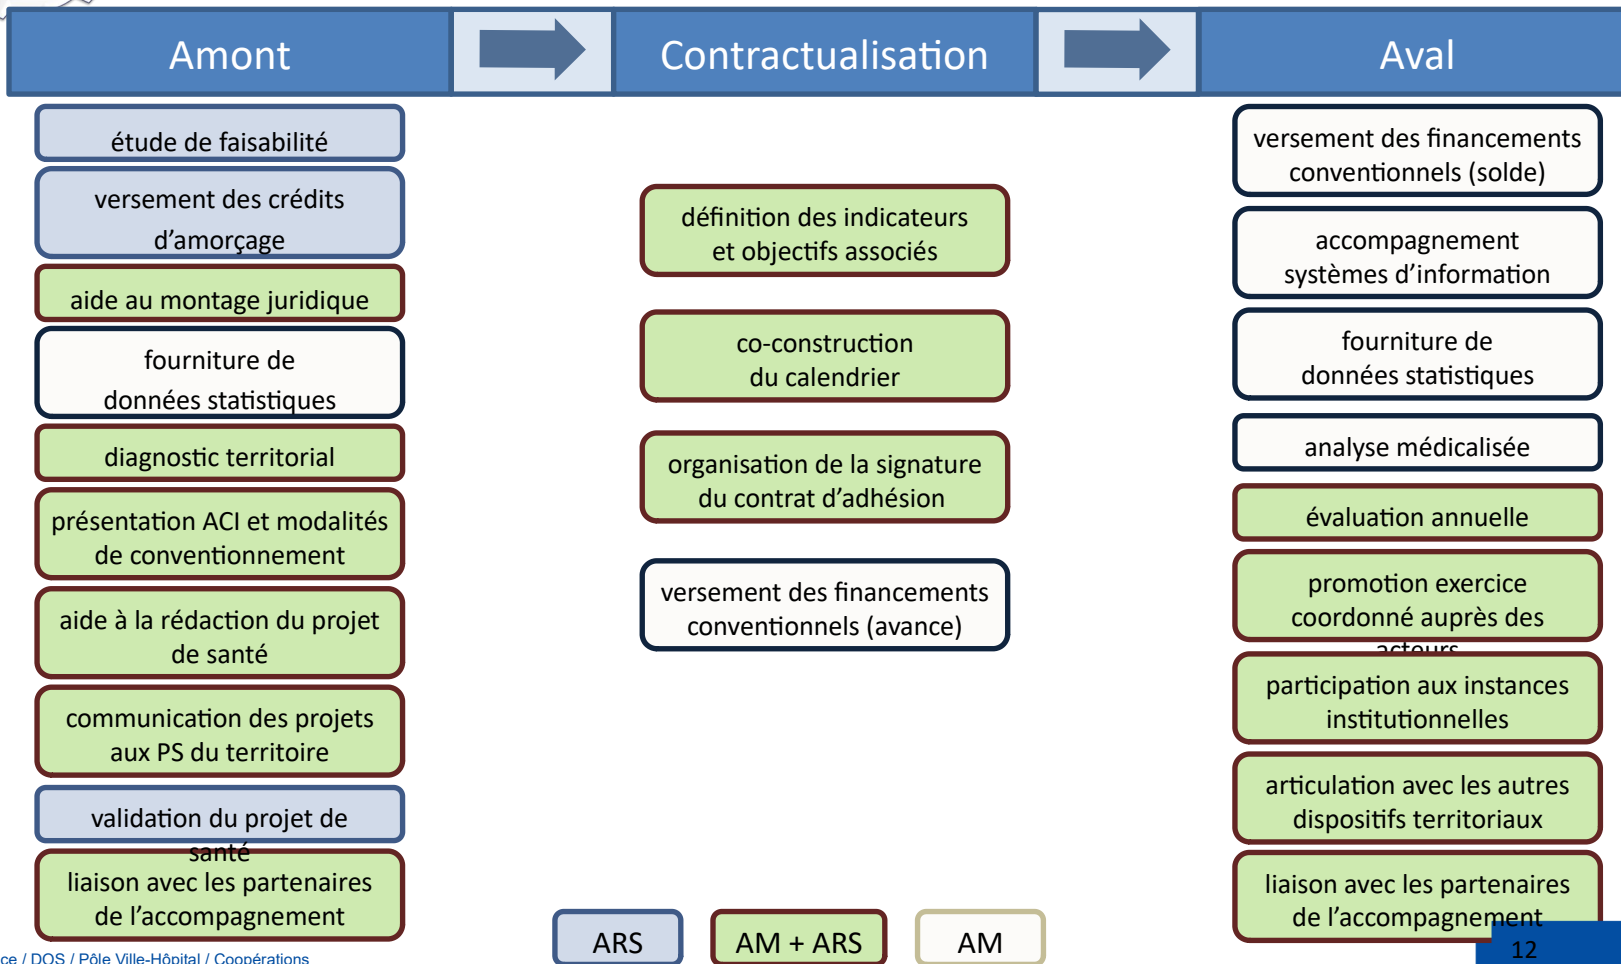 Amont
Contractualisation
Aval
étude de faisabilité
versement des crédits
d’amorçage
aide au montage juridique
fourniture de
données statistiques
diagnostic territorial
présentation ACI et modalités
de conventionnement
aide à la rédaction du projet
de santé
communication des projets
aux PS du territoire
validation du projet de
santé
liaison avec les partenaires
de l’accompagnement
définition des indicateurs
et objectifs associés
co-construction
du calendrier
organisation de la signature
du contrat d’adhésion
versement des financements
conventionnels (avance)
versement des financements
conventionnels (solde)
accompagnement
systèmes d’information
fourniture de
données statistiques
analyse médicalisée
évaluation annuelle
promotion exercice
coordonné auprès des
acteurs
participation aux instances
institutionnelles
articulation avec les autres
dispositifs territoriaux
liaison avec les partenaires
de l’accompagnement
ARS
AM + ARS
AM
ce / DOS / Pôle Ville-Hôpital / Coopérations
12